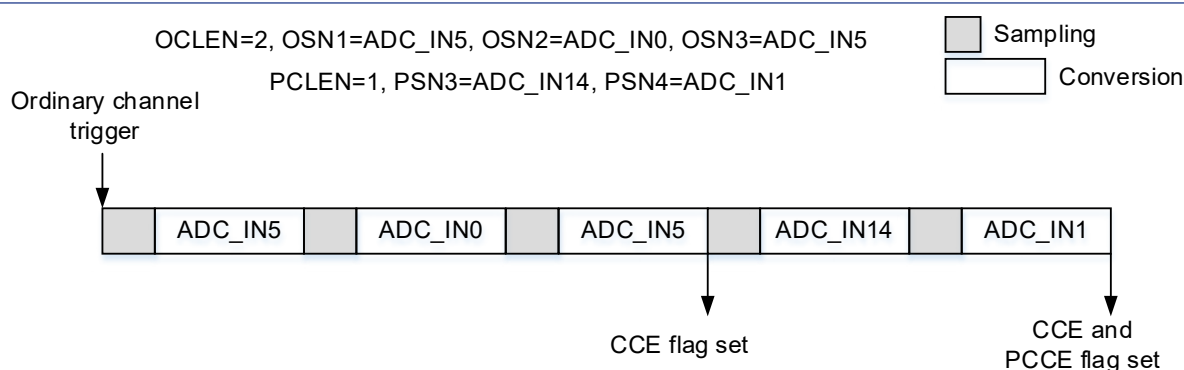 OCLEN=2, OSN1=ADC_IN5, OSN2=ADC_IN0, OSN3=ADC_IN5
PCLEN=1, PSN3=ADC_IN14, PSN4=ADC_IN1
Sampling
Conversion
Ordinary channel
trigger
ADC_IN5 ADC_IN0 ADC_IN5 ADC_IN14 ADC_IN1
CCE flag set
CCE and
PCCE flag set